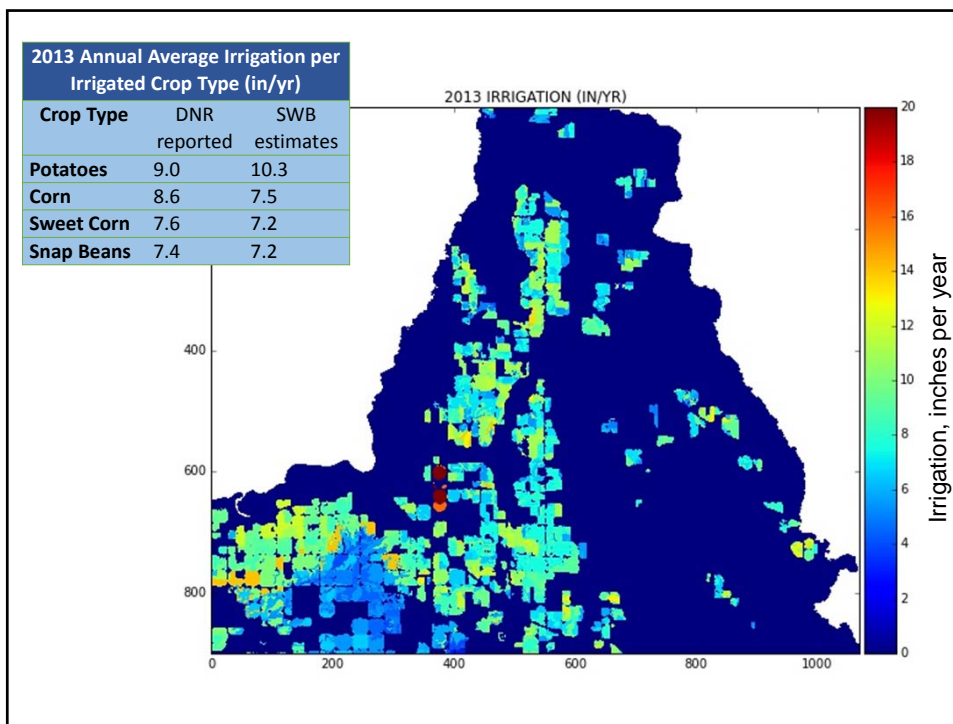 2013 Annual Average Irrigation per
Irrigated Crop Type (in/yr)
Crop Type DNR reported SWB estimates
Potatoes 9.0 10.3
Corn 8.6 7.5
Sweet Corn 7.6 7.2
Snap Beans 7.4 7.2
2013 IRRIGATION (IN/YR)
400
600
800
0 200 400 600 800 1000
20
18
16
14
12
10
8
6
4
2
0
Irrigation, inches per year